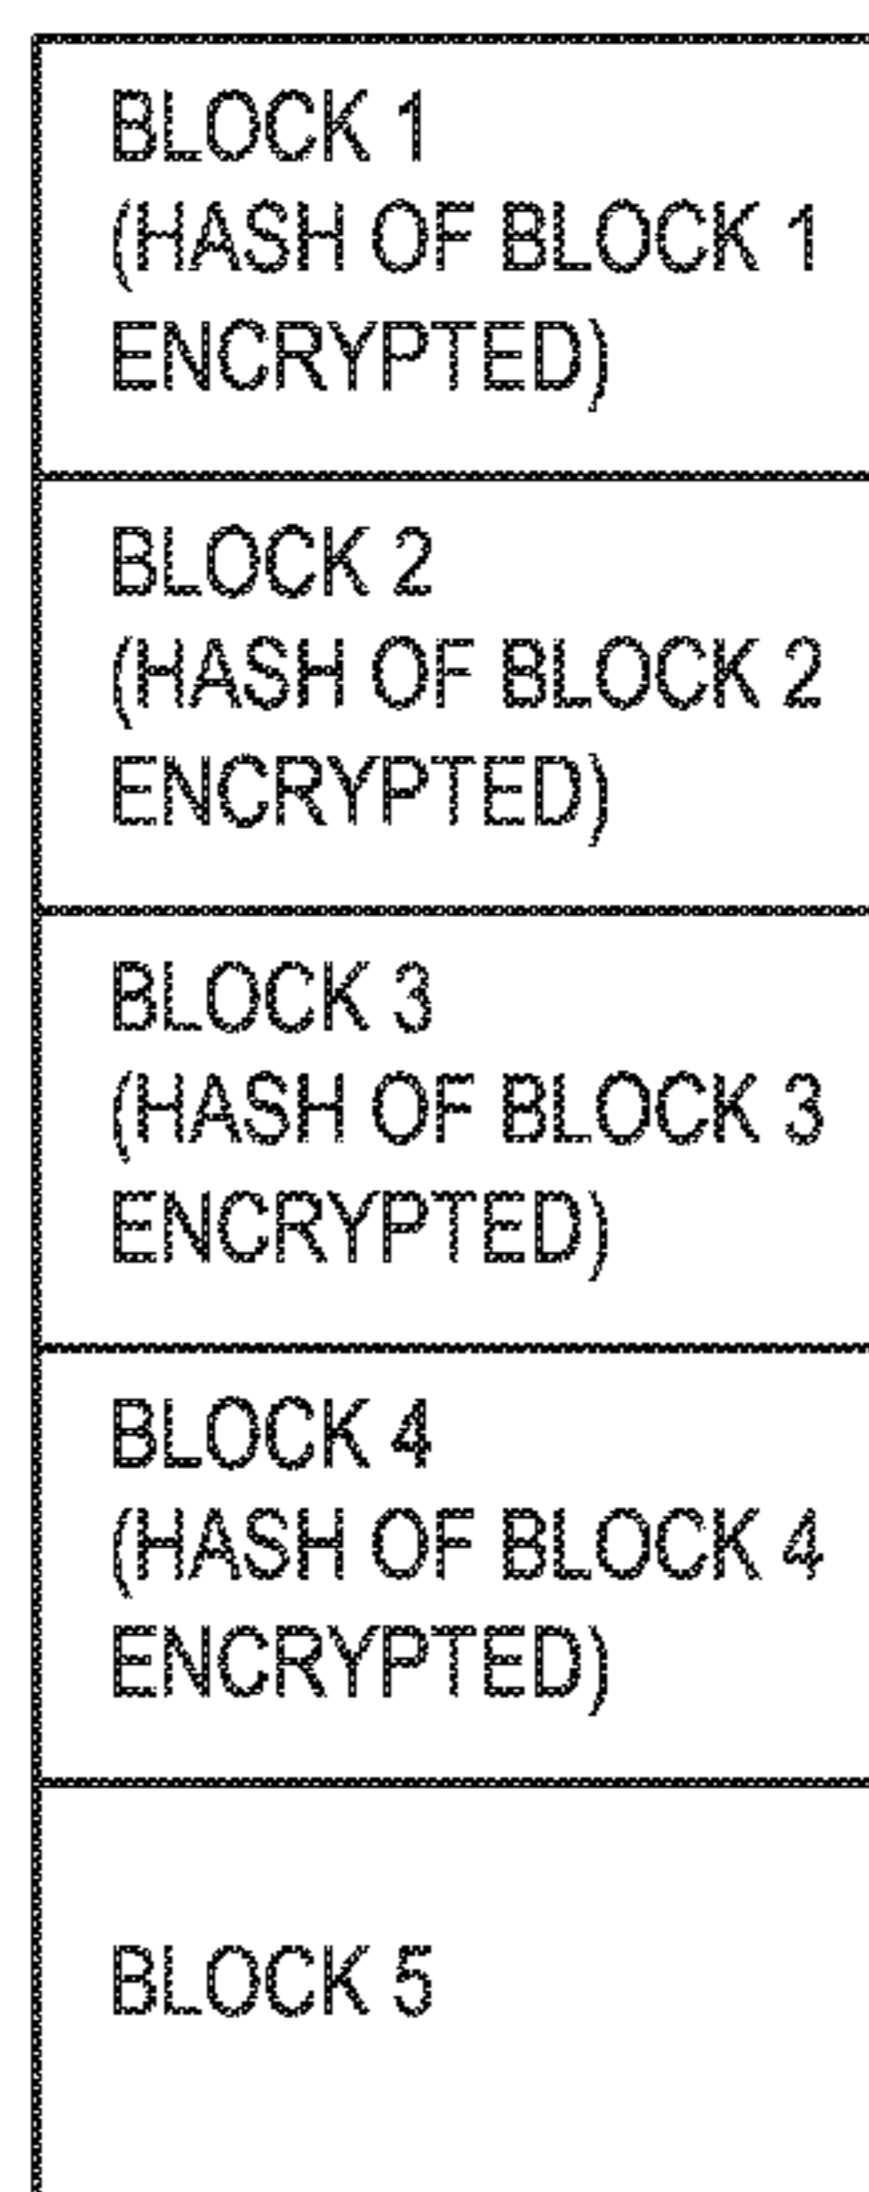 BLOCK 1
(HASH OF BLOCK 1
ENCRYPTED)
BLOCK 2
(HASH OF BLOCK 2
ENCRYPTED)
BLOCK 3
(HASH OF BLOCK 3
ENCRYPTED)
BLOCK 4
(HASH OF BLOCK 4
ENCRYPTED)
BLOCK 5